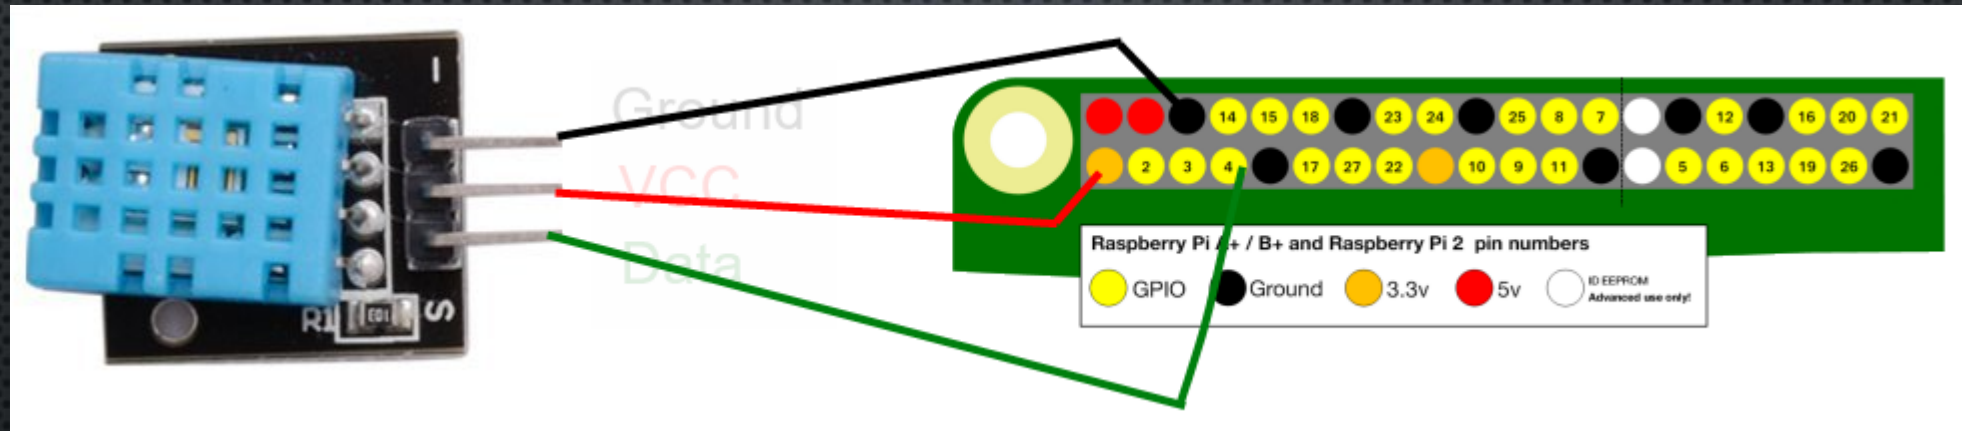 –
Ground
VCC
Data
R1
E01
S
14 15 18 23 24 25 8 7 12 16 20 21
2 3 4 17 27 22 10 9 11 5 6 13 19 26
Raspberry Pi A+ / B+ and Raspberry Pi 2 pin numbers
GPIO Ground 3.3v 5v ID EEPROM
Advanced use only!